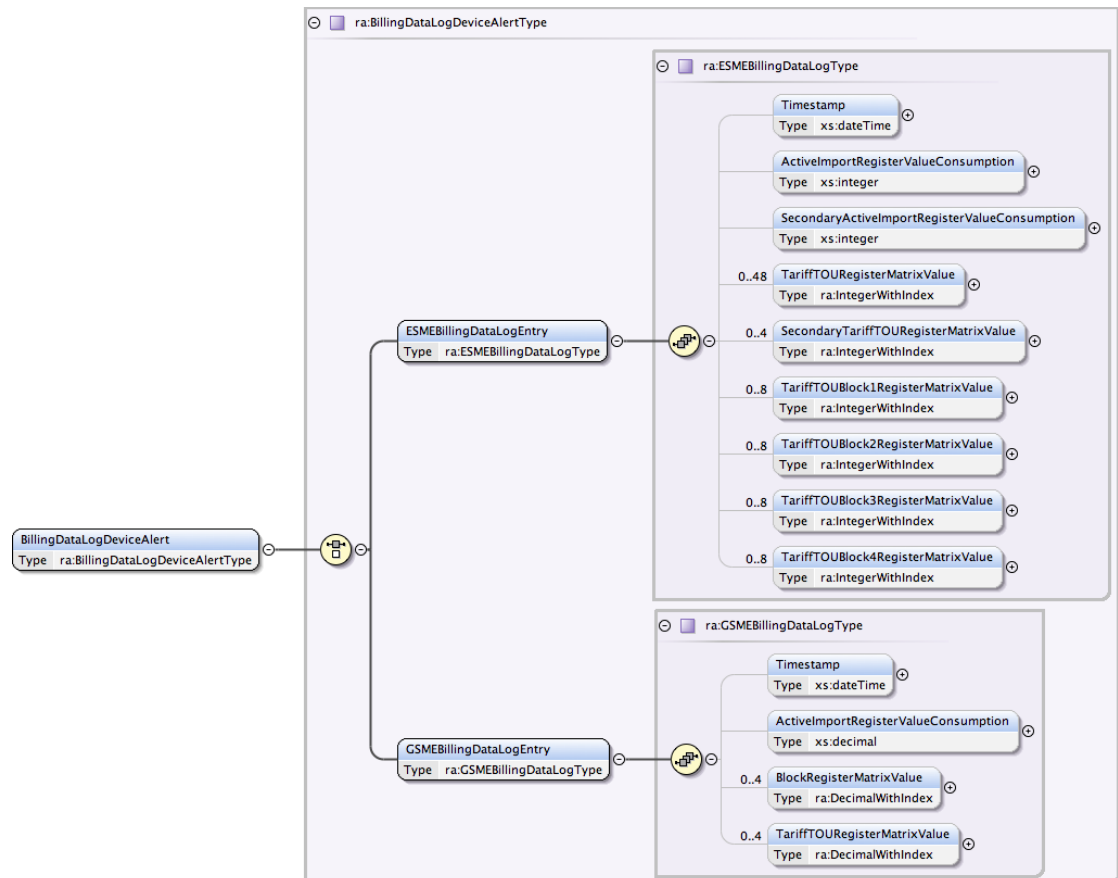 ra:BillingDataLogDeviceAlertType
ra:ESMEBillingDataLogType
Timestamp
Type xs:dateTime
ActiveImportRegisterValueConsumption
Type xs:integer
SecondaryActiveImportRegisterValueConsumption
Type xs:integer
0..48 TariffTOURegisterMatrixValue
Type ra:IntegerWithIndex
ESMEBillingDataLogEntry
Type ra:ESMEBillingDataLogType
0..4 SecondaryTariffTOURegisterMatrixValue
Type ra:IntegerWithIndex
0..8 TariffTOUBlock1RegisterMatrixValue
Type ra:IntegerWithIndex
0..8 TariffTOUBlock2RegisterMatrixValue
Type ra:IntegerWithIndex
0..8 TariffTOUBlock3RegisterMatrixValue
Type ra:IntegerWithIndex
BillingDataLogDeviceAlert
Type ra:BillingDataLogDeviceAlertType
0..8 TariffTOUBlock4RegisterMatrixValue
Type ra:IntegerWithIndex
ra:GSMEBillingDataLogType
Timestamp
Type xs:dateTime
ActiveImportRegisterValueConsumption
Type xs:decimal
GSMEBillingDataLogEntry
Type ra:GSMEBillingDataLogType
0..4 BlockRegisterMatrixValue
Type ra:DecimalWithIndex
0..4 TariffTOURegisterMatrixValue
Type ra:DecimalWithIndex